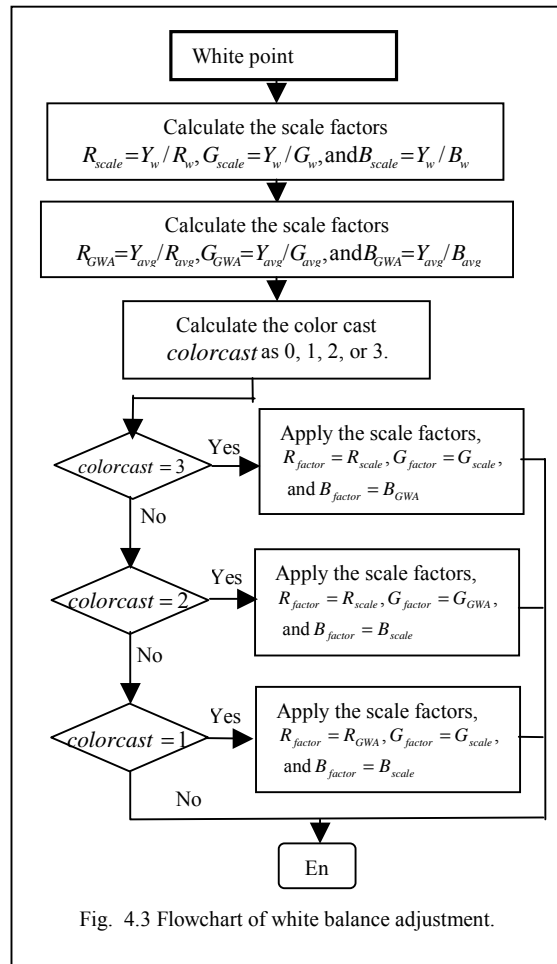 White point
Calculate the scale factors
R_scale=Y_w/R_w, G_scale=Y_w/G_w, and B_scale=Y_w/B_w
Calculate the scale factors
R_GWA=Y_avg/R_avg, G_GWA=Y_avg/G_avg, and B_GWA=Y_avg/B_avg
Calculate the color cast
colorcast as 0, 1, 2, or 3.
colorcast = 3
Yes
Apply the scale factors,
R_factor = R_scale, G_factor = G_scale,
and B_factor = B_GWA
No
colorcast = 2
Yes
Apply the scale factors,
R_factor = R_scale, G_factor = G_GWA,
and B_factor = B_scale
No
colorcast = 1
Yes
Apply the scale factors,
R_factor = R_GWA, G_factor = G_scale,
and B_factor = B_scale
No
En
Fig. 4.3 Flowchart of white balance adjustment.